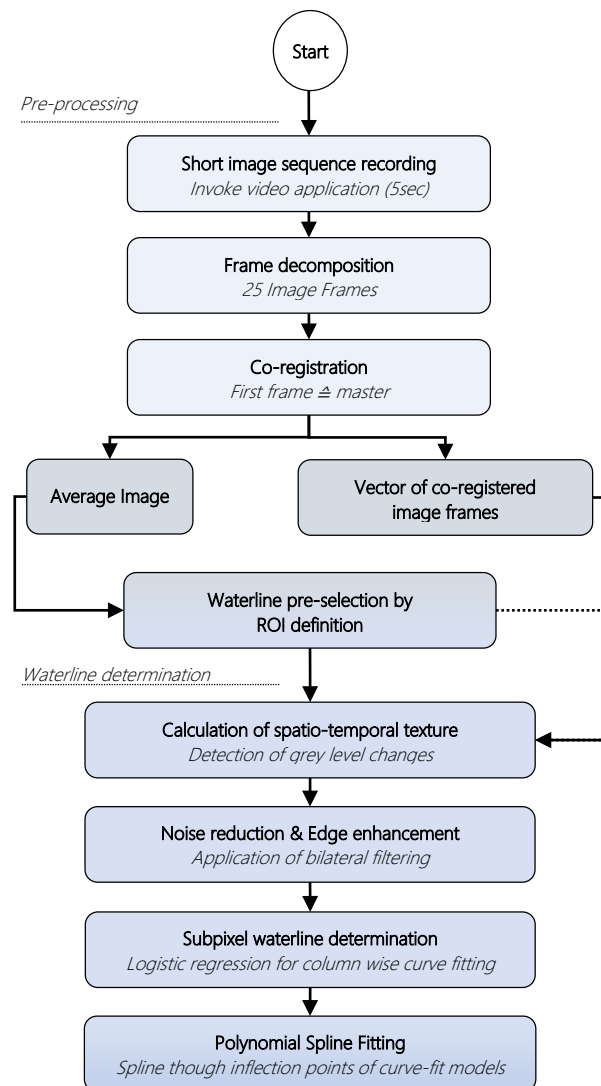 Start
Pre-processing
Short image sequence recording
Invoke video application (5sec)
Frame decomposition
25 Image Frames
Co-registration
First frame ≙ master
Average Image
Vector of co-registered
image frames
Waterline pre-selection by
ROI definition
Waterline determination
Calculation of spatio-temporal texture
Detection of grey level changes
Noise reduction & Edge enhancement
Application of bilateral filtering
Subpixel waterline determination
Logistic regression for column wise curve fitting
Polynomial Spline Fitting
Spline though inflection points of curve-fit models